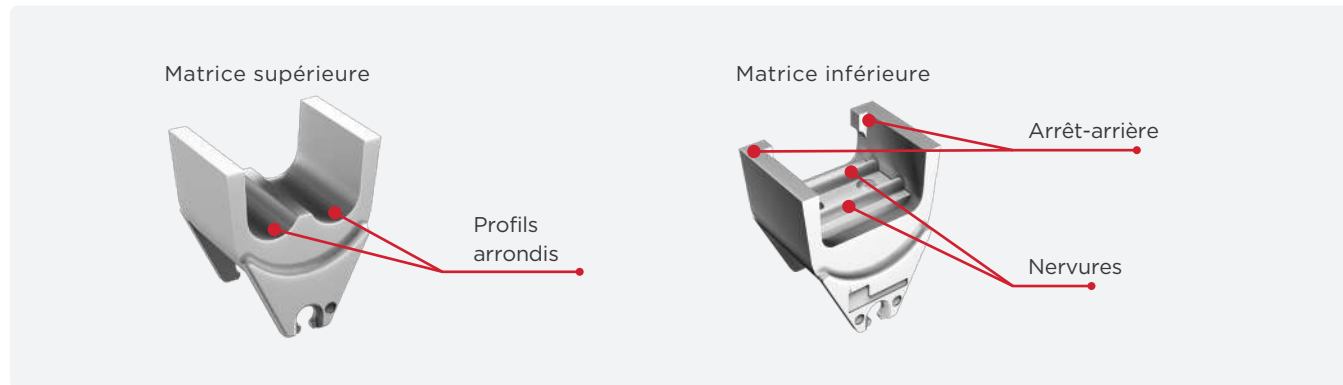 Matrice supérieure
Matrice inférieure
Arrêt-arrière
Profils
arrondis
Nervures